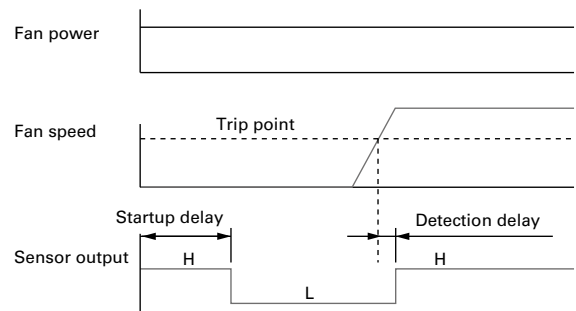 Fan power
Fan speed
Trip point
Startup delay
Detection delay
Sensor output
H
H
L